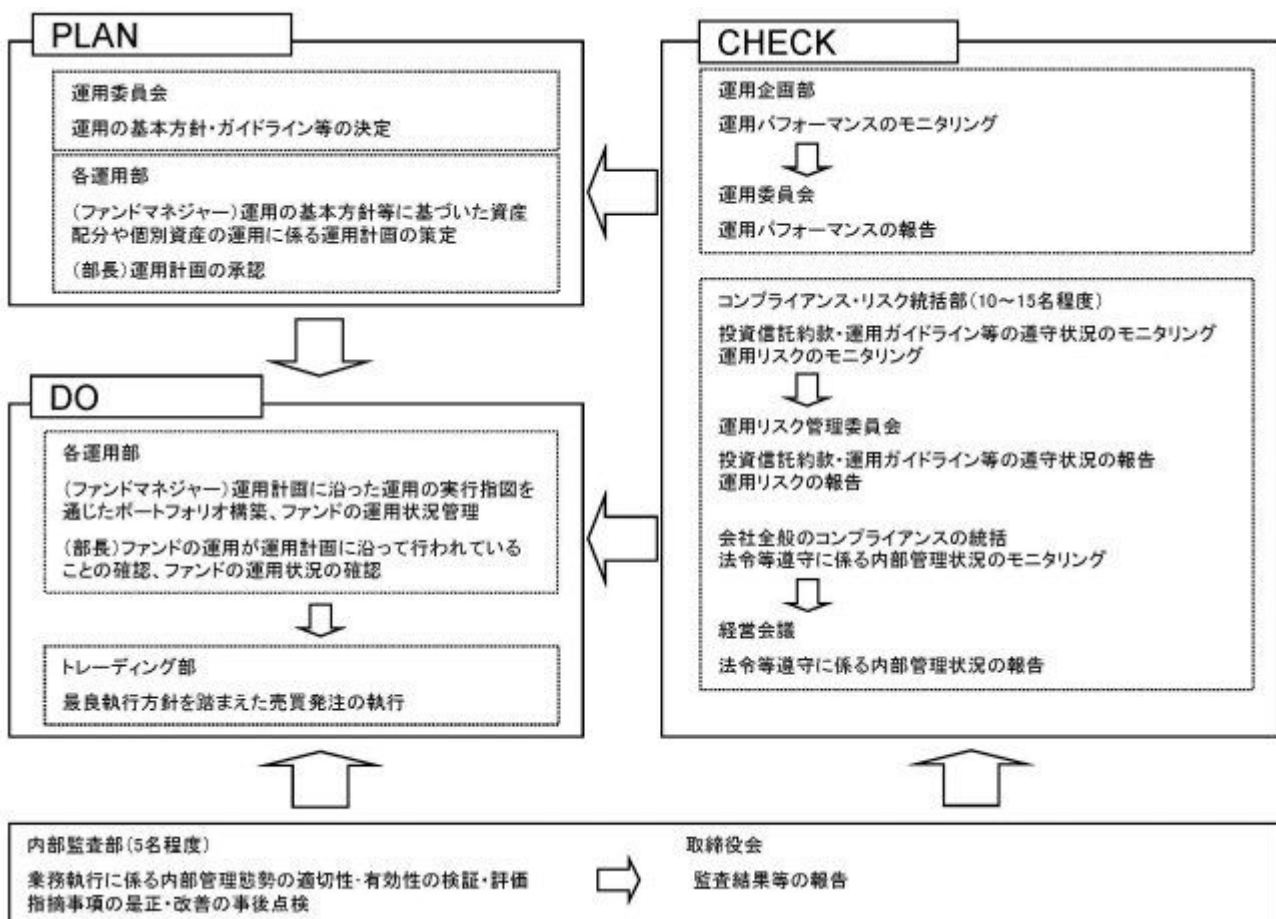 PLAN
運用委員会
運用の基本方針・ガイドライン等の決定
各運用部
(ファンドマネジャー)運用の基本方針等に基づいた資産
配分や個別資産の運用に係る運用計画の策定
(部長)運用計画の承認
DO
各運用部
(ファンドマネジャー)運用計画に沿った運用の実行指図を
通じたポートフォリオ構築、ファンドの運用状況管理
(部長)ファンドの運用が運用計画に沿って行われている
ことの確認、ファンドの運用状況の確認
トレーディング部
最良執行方針を踏まえた売買発注の執行
CHECK
運用企画部
運用パフォーマンスのモニタリング
運用委員会
運用パフォーマンスの報告
コンプライアンス・リスク統括部(10~15名程度)
投資信託約款・運用ガイドライン等の遵守状況のモニタリング
運用リスクのモニタリング
運用リスク管理委員会
投資信託約款・運用ガイドライン等の遵守状況の報告
運用リスクの報告
会社全般のコンプライアンスの統括
法令等遵守に係る内部管理状況のモニタリング
経営会議
法令等遵守に係る内部管理状況の報告
内部監査部(5名程度)
業務執行に係る内部管理態勢の適切性・有効性の検証・評価
指摘事項の是正・改善の事後点検
取締役会
監査結果等の報告